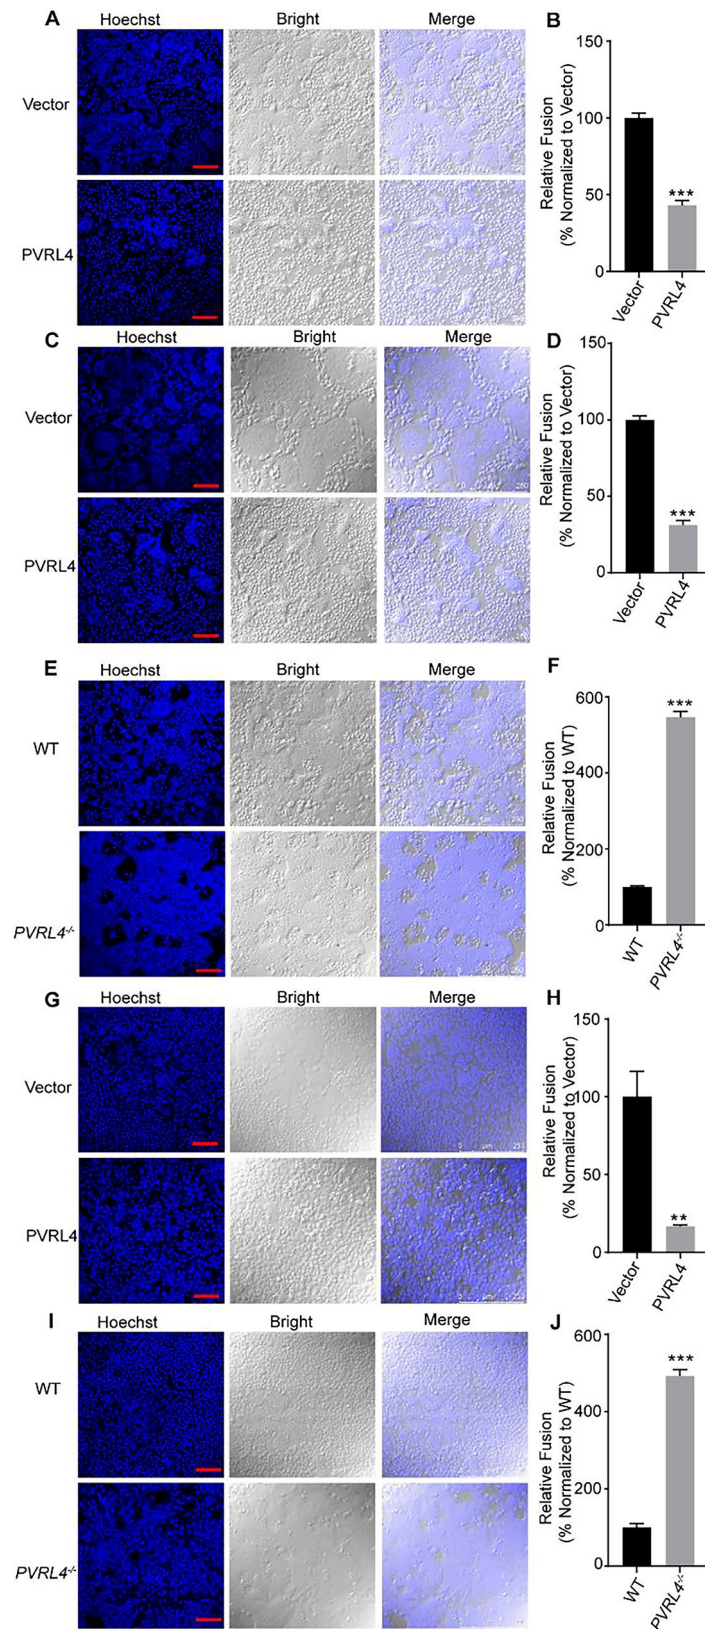 A Hoechst Bright Merge
Vector
PVRL4
B
Relative Fusion
(% Normalized to Vector)
150
100
50
0
***
Vector
PVRL4
C Hoechst Bright Merge
Vector
250
PVRL4
D
Relative Fusion
(% Normalized to Vector)
150
100
50
0
***
Vector
PVRL4
E Hoechst Bright Merge
WT
PVRL4-/-
F
Relative Fusion
(% Normalized to WT)
600
400
200
0
***
WT
PVRL4-/-
G Hoechst Bright Merge
Vector
0 µm 251
PVRL4
H
Relative Fusion
(% Normalized to Vector)
150
100
50
0
**
Vector
PVRL4
I Hoechst Bright Merge
WT
PVRL4-/-
J
Relative Fusion
(% Normalized to WT)
600
400
200
0
***
WT
PVRL4-/-